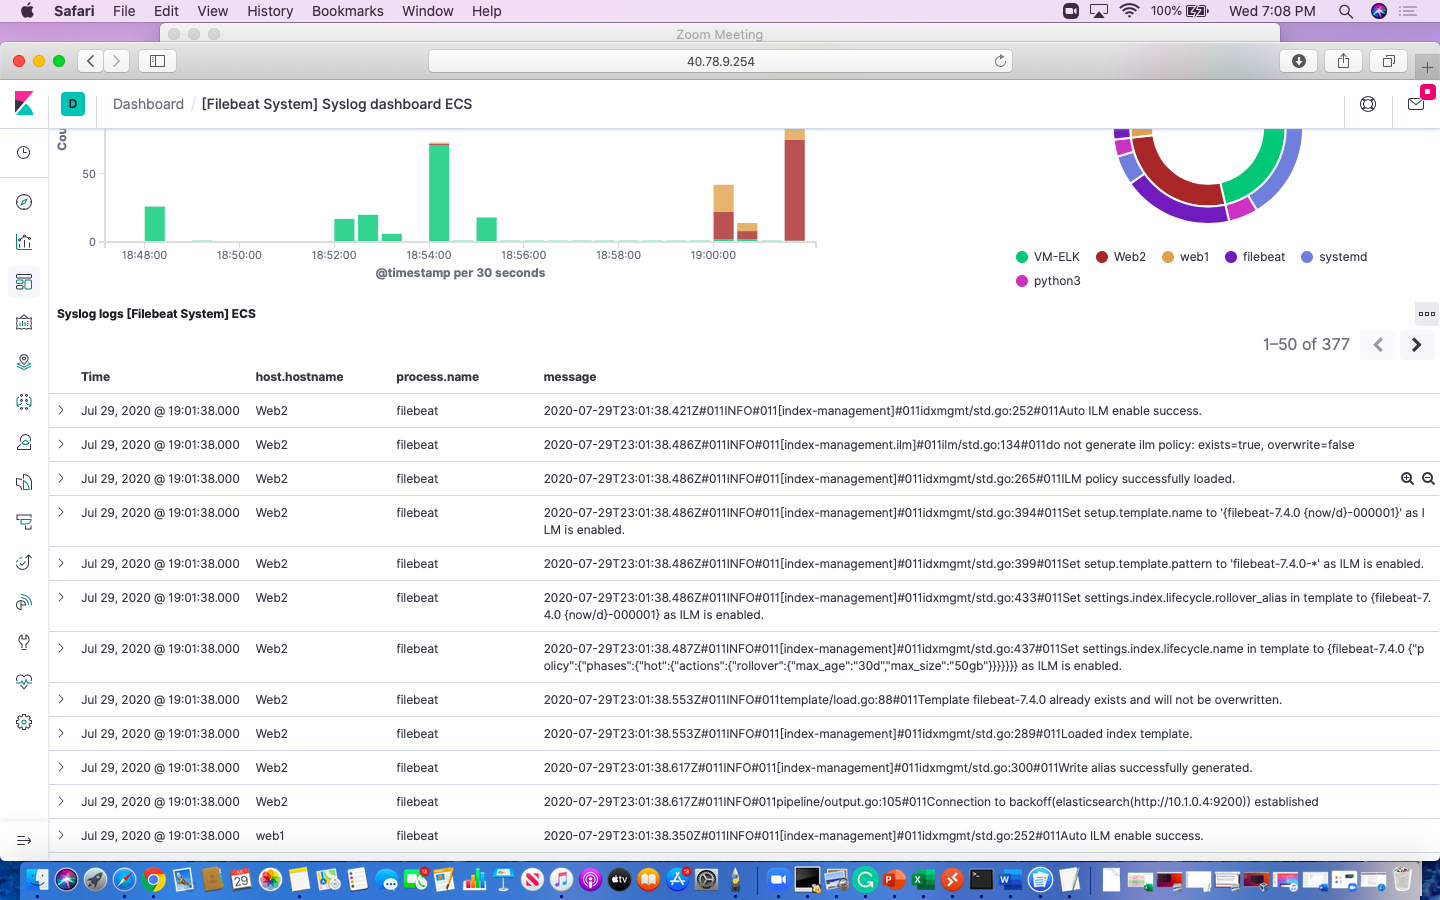 Safari File Edit View History Bookmarks Window Help 100% Wed 7:08 PM
Zoom Meeting
40.78.9.254
D Dashboard / [Filebeat System] Syslog dashboard ECS
Cou
50
0
18:48:00 18:50:00 18:52:00 18:54:00 18:56:00 18:58:00 19:00:00
@timestamp per 30 seconds
VM-ELK Web2 web1 filebeat systemd
python3
Syslog logs [Filebeat System] ECS
1–50 of 377
Time host.hostname process.name message
Jul 29, 2020 @ 19:01:38.000 Web2 filebeat 2020-07-29T23:01:38.421Z#011INFO#011[index-management]#011idxmgmt/std.go:252#011Auto ILM enable success.
Jul 29, 2020 @ 19:01:38.000 Web2 filebeat 2020-07-29T23:01:38.486Z#011INFO#011[index-management.ilm]#011ilm/std.go:134#011do not generate ilm policy: exists=true, overwrite=false
Jul 29, 2020 @ 19:01:38.000 Web2 filebeat 2020-07-29T23:01:38.486Z#011INFO#011[index-management]#011idxmgmt/std.go:265#011ILM policy successfully loaded.
Jul 29, 2020 @ 19:01:38.000 Web2 filebeat 2020-07-29T23:01:38.486Z#011INFO#011[index-management]#011idxmgmt/std.go:394#011Set setup.template.name to '{filebeat-7.4.0 {now/d}-000001}' as I
LM is enabled.
Jul 29, 2020 @ 19:01:38.000 Web2 filebeat 2020-07-29T23:01:38.486Z#011INFO#011[index-management]#011idxmgmt/std.go:399#011Set setup.template.pattern to 'filebeat-7.4.0-*' as ILM is enabled.
Jul 29, 2020 @ 19:01:38.000 Web2 filebeat 2020-07-29T23:01:38.486Z#011INFO#011[index-management]#011idxmgmt/std.go:433#011Set settings.index.lifecycle.rollover_alias in template to {filebeat-7.
4.0 {now/d}-000001} as ILM is enabled.
Jul 29, 2020 @ 19:01:38.000 Web2 filebeat 2020-07-29T23:01:38.487Z#011INFO#011[index-management]#011idxmgmt/std.go:437#011Set settings.index.lifecycle.name in template to {filebeat-7.4.0 {"p
olicy":{"phases":{"hot":{"actions":{"rollover":{"max_age":"30d","max_size":"50gb"}}}}}}} as ILM is enabled.
Jul 29, 2020 @ 19:01:38.000 Web2 filebeat 2020-07-29T23:01:38.553Z#011INFO#011template/load.go:88#011Template filebeat-7.4.0 already exists and will not be overwritten.
Jul 29, 2020 @ 19:01:38.000 Web2 filebeat 2020-07-29T23:01:38.553Z#011INFO#011[index-management]#011idxmgmt/std.go:289#011Loaded index template.
Jul 29, 2020 @ 19:01:38.000 Web2 filebeat 2020-07-29T23:01:38.617Z#011INFO#011[index-management]#011idxmgmt/std.go:300#011Write alias successfully generated.
Jul 29, 2020 @ 19:01:38.000 Web2 filebeat 2020-07-29T23:01:38.617Z#011INFO#011pipeline/output.go:105#011Connection to backoff(elasticsearch(http://10.1.0.4:9200)) established
Jul 29, 2020 @ 19:01:38.000 web1 filebeat 2020-07-29T23:01:38.350Z#011INFO#011[index-management]#011idxmgmt/std.go:252#011Auto ILM enable success.